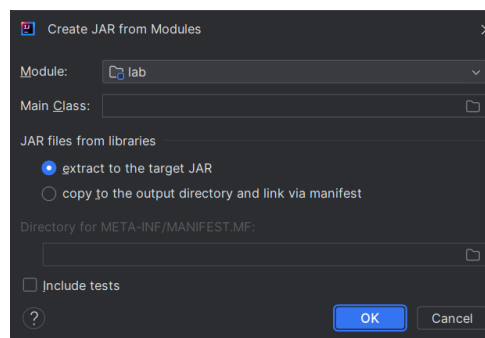 Create JAR from Modules
Module: lab
Main Class:
JAR files from libraries
extract to the target JAR
copy to the output directory and link via manifest
Directory for META-INF/MANIFEST.MF:
Include tests
? OK Cancel